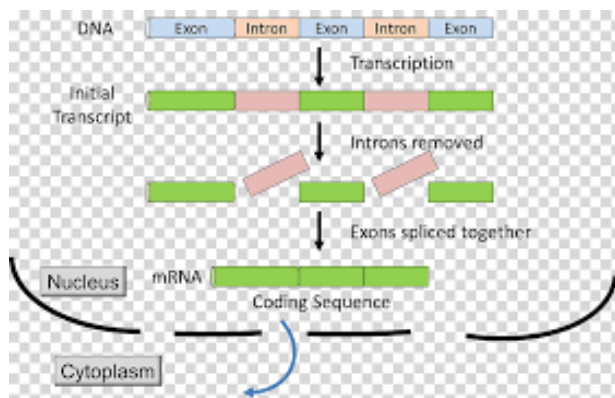 DNA
Exon Intron Exon Intron Exon
Transcription
Initial
Transcript
Introns removed
Exons spliced together
Nucleus
mRNA
Coding Sequence
Cytoplasm